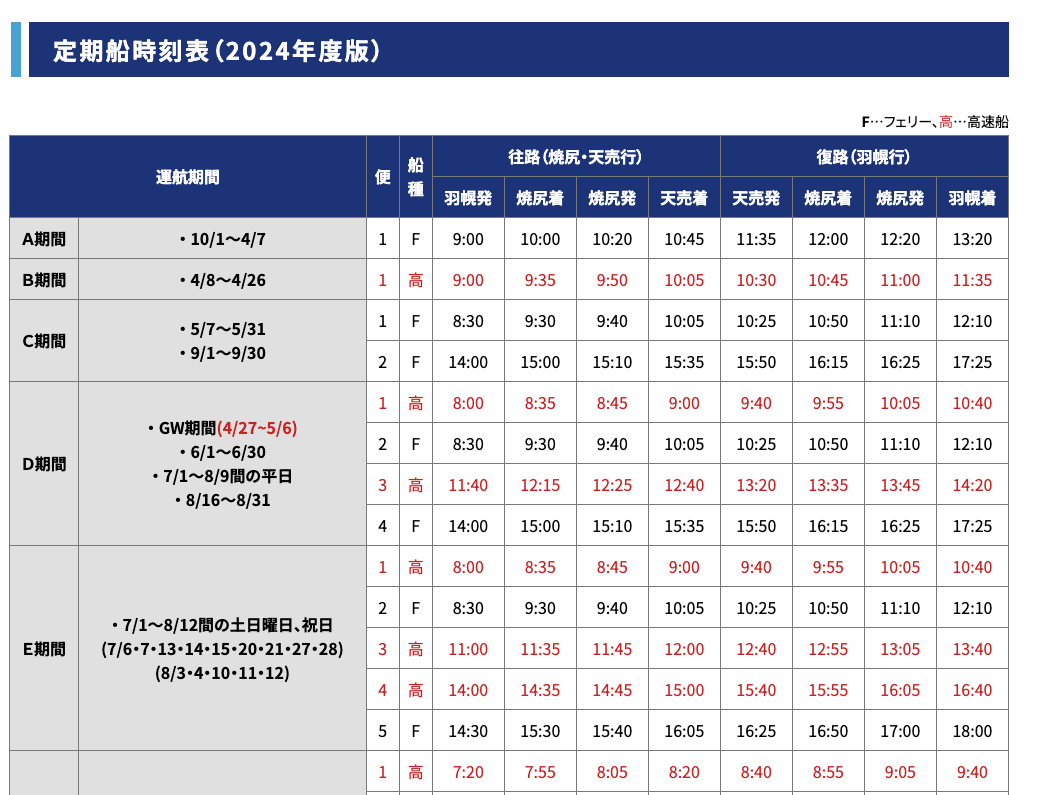 定期船時刻表（2024年度版）
F…フェリー、高…高速船
運航期間 便 船種 往路（焼尻・天売行） 復路（羽幌行）
羽幌発 焼尻着 焼尻発 天売着 天売発 焼尻着 焼尻発 羽幌着
A期間 ・10/1〜4/7 1 F 9:00 10:00 10:20 10:45 11:35 12:00 12:20 13:20
B期間 ・4/8〜4/26 1 高 9:00 9:35 9:50 10:05 10:30 10:45 11:00 11:35
C期間
・5/7〜5/31
・9/1〜9/30
1 F 8:30 9:30 9:40 10:05 10:25 10:50 11:10 12:10
2 F 14:00 15:00 15:10 15:35 15:50 16:15 16:25 17:25
D期間
・GW期間(4/27~5/6)
・6/1〜6/30
・7/1〜8/9間の平日
・8/16〜8/31
1 高 8:00 8:35 8:45 9:00 9:40 9:55 10:05 10:40
2 F 8:30 9:30 9:40 10:05 10:25 10:50 11:10 12:10
3 高 11:40 12:15 12:25 12:40 13:20 13:35 13:45 14:20
4 F 14:00 15:00 15:10 15:35 15:50 16:15 16:25 17:25
E期間
・7/1〜8/12間の土日曜日、祝日
(7/6・7・13・14・15・20・21・27・28)
(8/3・4・10・11・12)
1 高 8:00 8:35 8:45 9:00 9:40 9:55 10:05 10:40
2 F 8:30 9:30 9:40 10:05 10:25 10:50 11:10 12:10
3 高 11:00 11:35 11:45 12:00 12:40 12:55 13:05 13:40
4 高 14:00 14:35 14:45 15:00 15:40 15:55 16:05 16:40
5 F 14:30 15:30 15:40 16:05 16:25 16:50 17:00 18:00
1 高 7:20 7:55 8:05 8:20 8:40 8:55 9:05 9:40